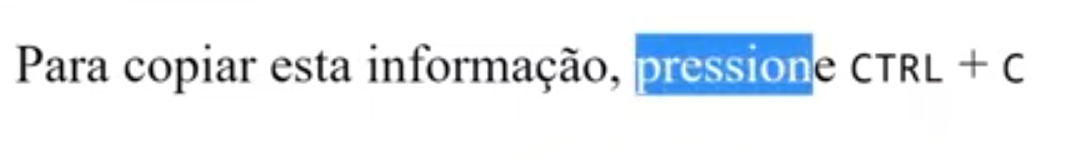 Para copiar esta informação, pressione CTRL + C